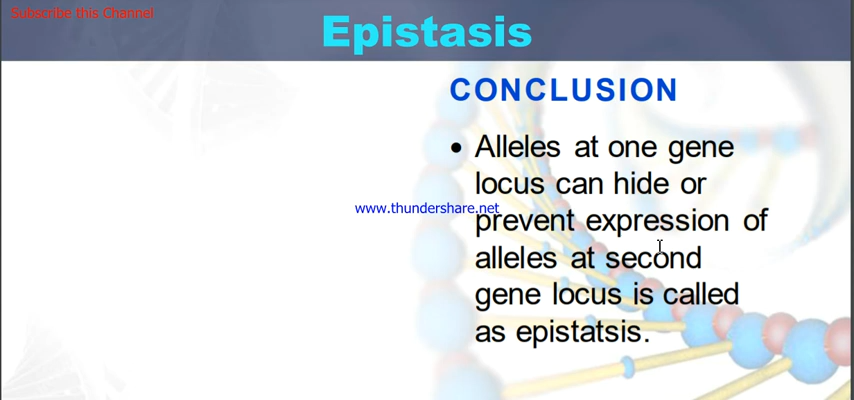 Subscribe this Channel
Epistasis
CONCLUSION
• Alleles at one gene
locus can hide or
www.thundershare.net
prevent expression of
alleles at second
gene locus is called
as epistatsis.